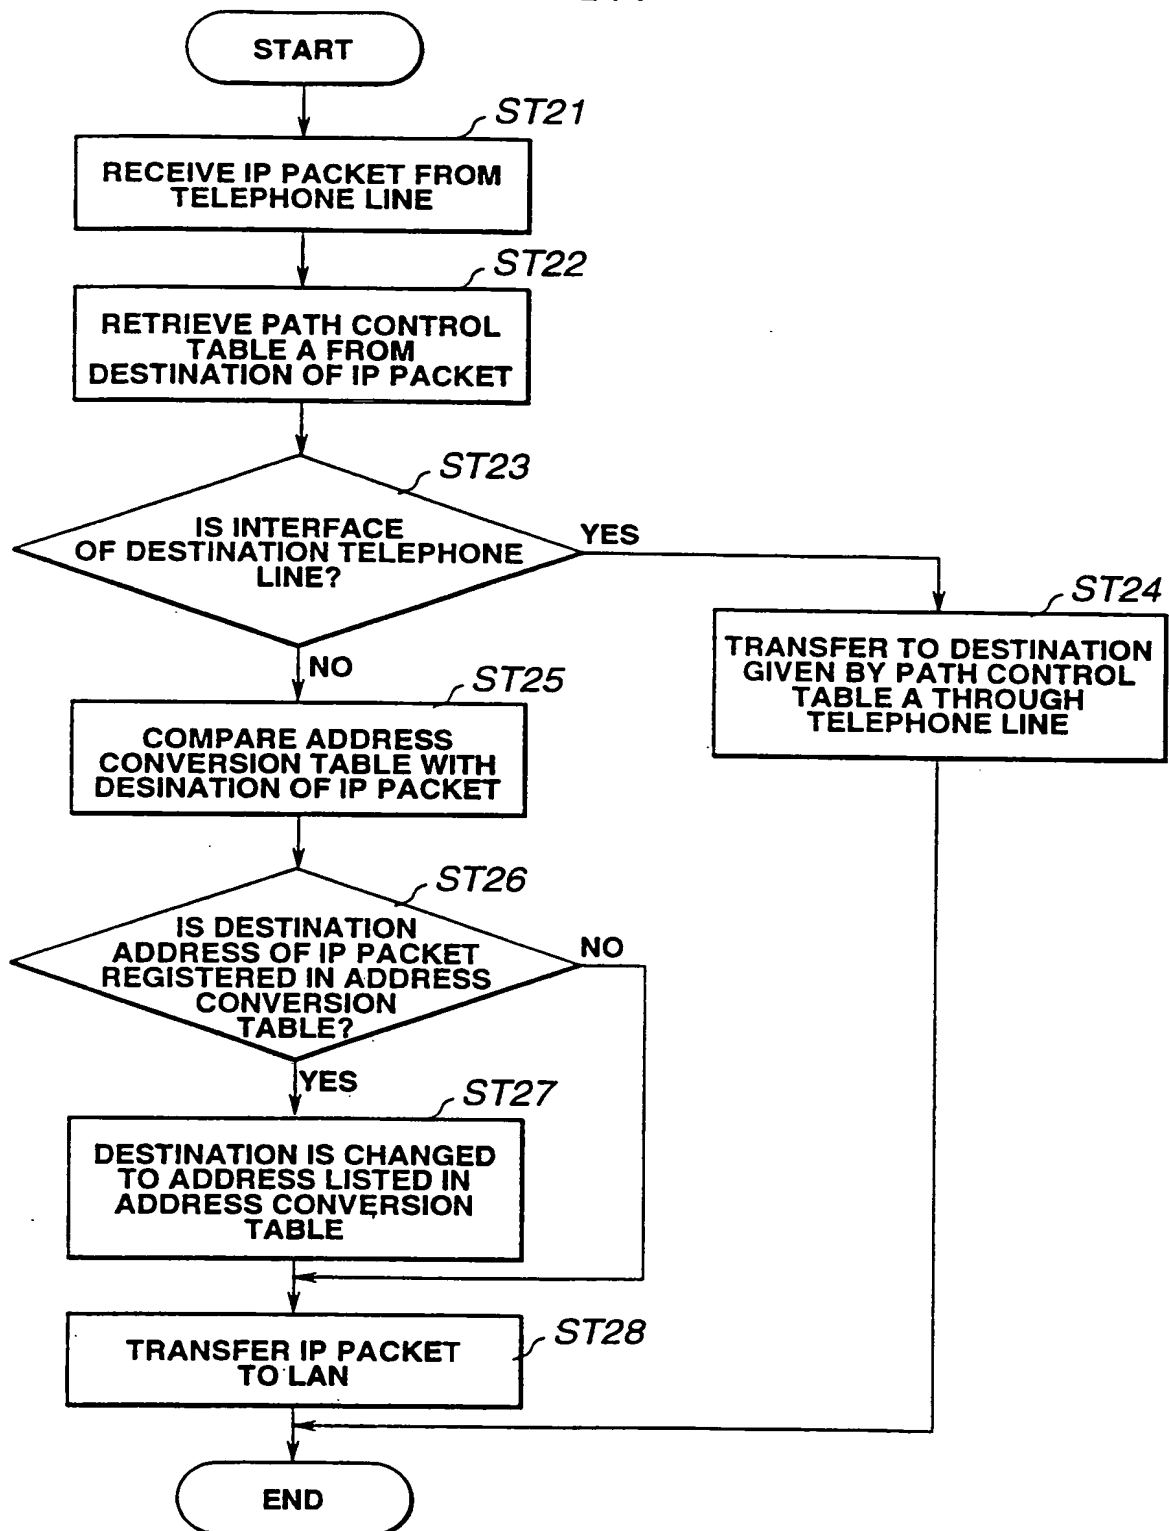 START
ST21
RECEIVE IP PACKET FROM
TELEPHONE LINE
ST22
RETRIEVE PATH CONTROL
TABLE A FROM
DESTINATION OF IP PACKET
ST23
IS INTERFACE
OF DESTINATION TELEPHONE
LINE?
YES
ST24
TRANSFER TO DESTINATION
GIVEN BY PATH CONTROL
TABLE A THROUGH
TELEPHONE LINE
NO
ST25
COMPARE ADDRESS
CONVERSION TABLE WITH
DESINATION OF IP PACKET
ST26
IS DESTINATION
ADDRESS OF IP PACKET
REGISTERED IN ADDRESS
CONVERSION
TABLE?
NO
YES
ST27
DESTINATION IS CHANGED
TO ADDRESS LISTED IN
ADDRESS CONVERSION
TABLE
ST28
TRANSFER IP PACKET
TO LAN
END